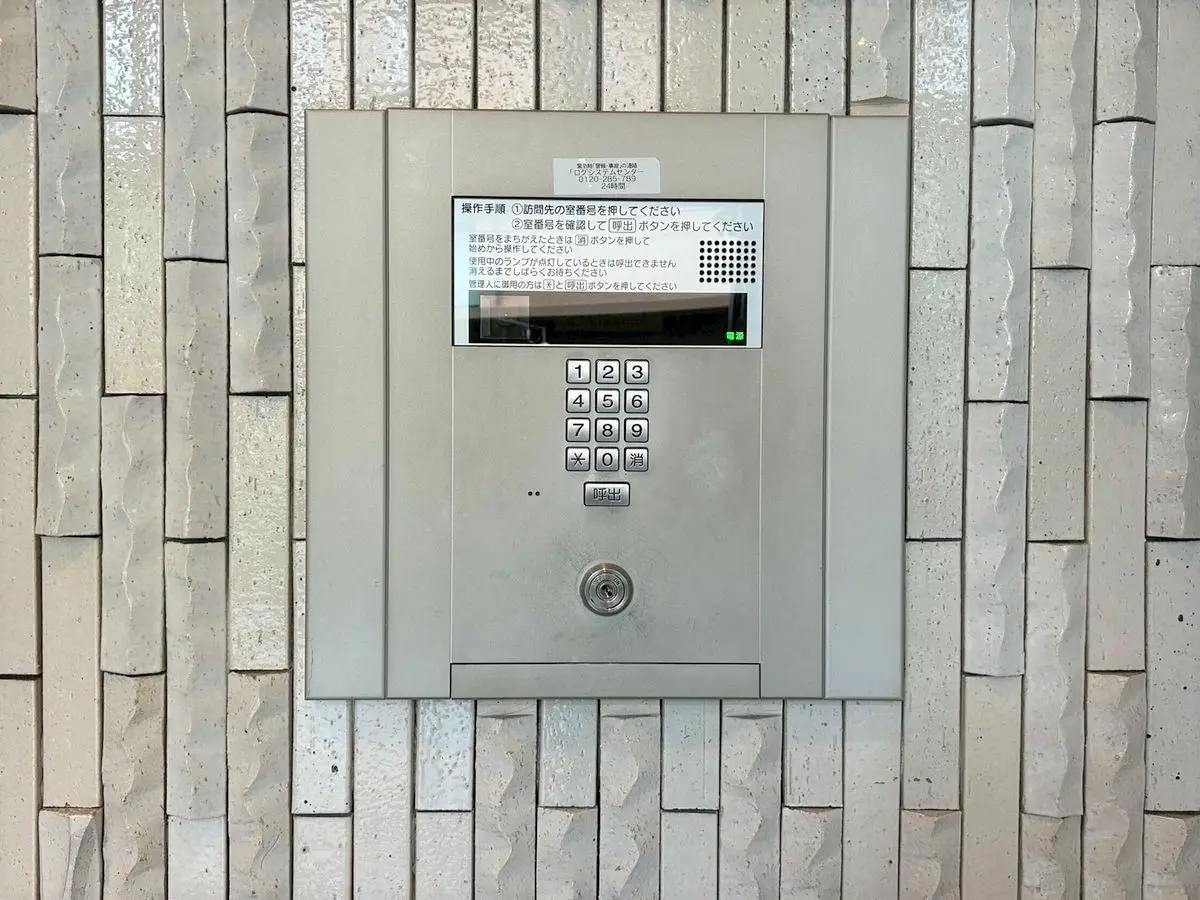 緊急時「警報・事故」の連絡
「ログシステムセンター
0120-285-789
24時間
操作手順 ①訪問先の室番号を押してください
②室番号を確認して 呼出 ボタンを押してください
室番号をまちがえたときは 消 ボタンを押して
始めから操作してください
使用中のランプが点灯しているときは呼出できません
消えるまでしばらくお待ちください
管理人に御用の方は * と 呼出 ボタンを押してください
電源
1 2 3
4 5 6
7 8 9
* 0 消
呼出